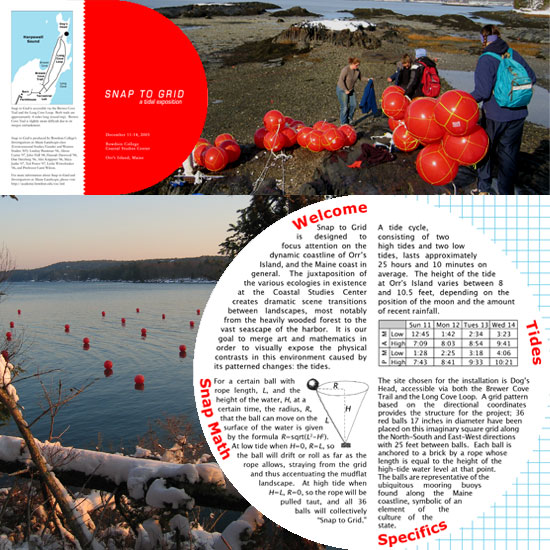 Harpswell
Sound
Dog's
Head
Long
Cove
Loop
Brewer
Cove
Trail
SNAP TO GRID
a tidal exposition
December 11-14, 2005
Bowdoin College
Coastal Studies Center
Orr's Island, Maine
Welcome
Snap to Grid
is designed to
focus attention on the
dynamic coastline of Orr's
Island, and the Maine coast in
general. The juxtaposition of
the various ecologies in existence
at the Coastal Studies Center
creates dramatic scene transitions
between landscapes, most notably
from the heavily wooded forest to the
vast seascape of the harbor. It is our
goal to merge art and mathematics in
order to visually expose the physical
contrasts in this environment caused by
its patterned changes: the tides.
Tides
A tide cycle,
consisting of two
high tides and two low
tides, lasts approximately
25 hours and 10 minutes on
average. The height of the tide
at Orr's Island varies between 8
and 10.5 feet, depending on the
position of the moon and the amount
of recent rainfall.
Sun 11 Mon 12 Tues 13 Wed 14
A M Low 12:45 1:42 2:34 3:23
High 7:09 8:03 8:54 9:41
P M Low 1:28 2:25 3:18 4:06
High 7:43 8:41 9:33 10:21
Snap Math
For a certain ball with
rope length, L, and the
height of the water, H, at a
certain time, the radius, R,
that the ball can move on the
surface of the water is given
by the formula R=sqrt(L²-H²).
At low tide when H=0, R=L, so
the ball will drift or roll as far as the
rope allows, straying from the grid
and thus accentuating the mudflat
landscape. At high tide when
H=L, R=0, so the rope will be
pulled taut, and all 36
balls will collectively
"Snap to Grid."
R
H
L
Specifics
The site chosen for the installation is Dog's
Head, accessible via both the Brewer Cove
Trail and the Long Cove Loop. A grid pattern
based on the directional coordinates
provides the structure for the project; 36
red balls 17 inches in diameter have been
placed on this imaginary square grid along
the North-South and East-West directions
with 25 feet between balls. Each ball is
anchored to a brick by a rope whose
length is equal to the height of the
high-tide water level at that point.
The balls are representative of the
ubiquitous mooring buoys
found along the Maine
coastline, symbolic of an
element of the
culture of the
state.